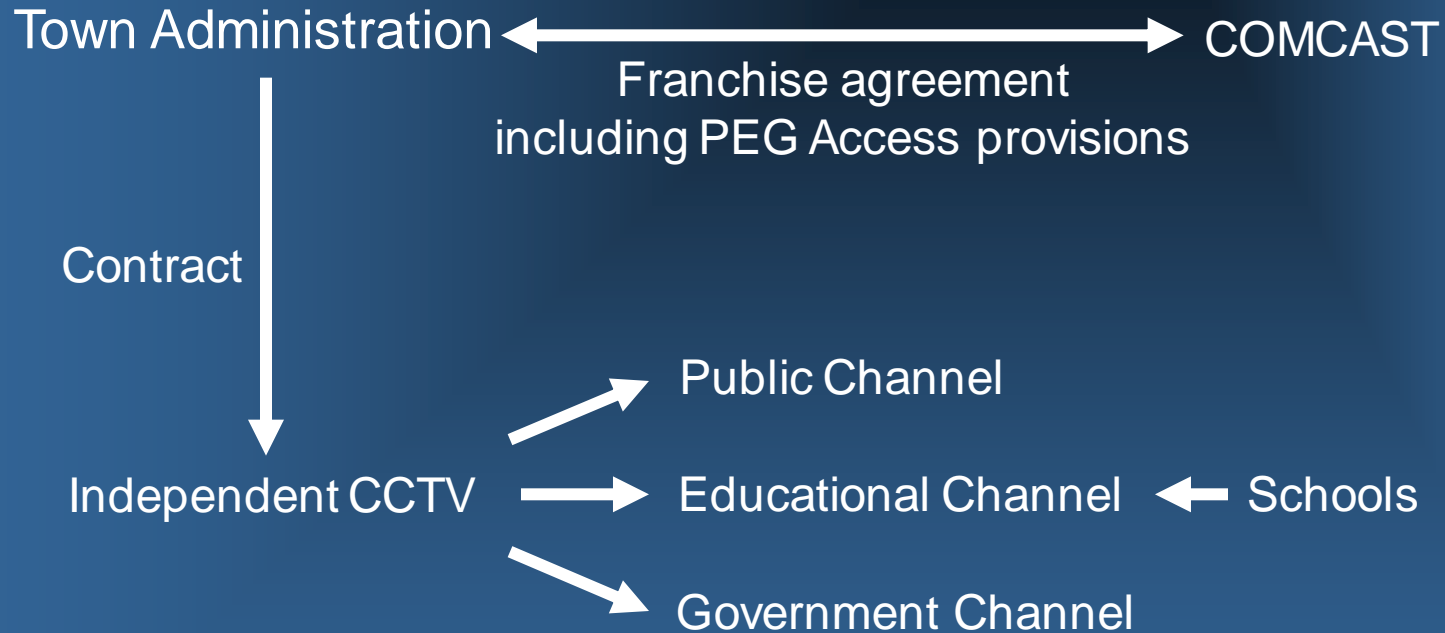 Town Administration
COMCAST
Franchise agreement
including PEG Access provisions
Contract
Public Channel
Independent CCTV
Educational Channel
Schools
Government Channel